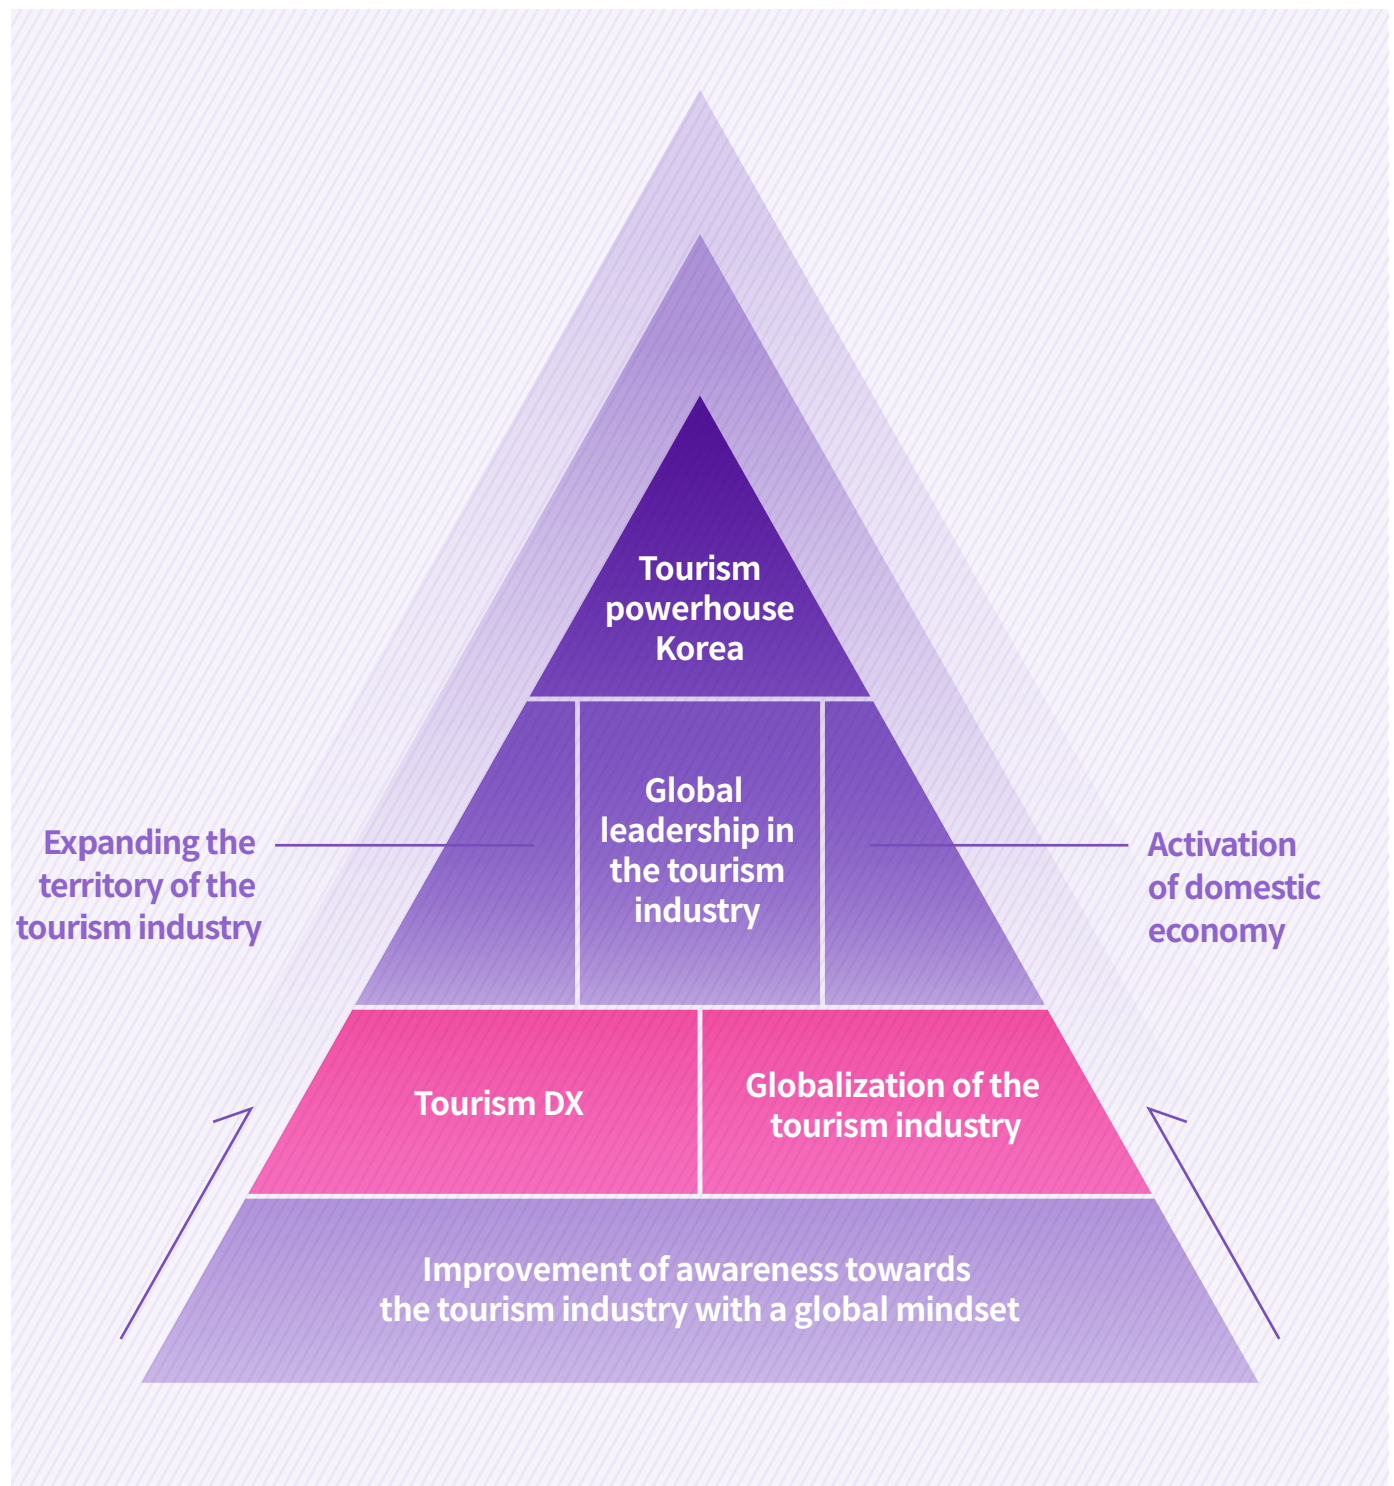 Tourism
powerhouse
Korea
Expanding the
territory of the
tourism industry
Global
leadership in
the tourism
industry
Activation
of domestic
economy
Tourism DX
Globalization of the
tourism industry
Improvement of awareness towards
the tourism industry with a global mindset